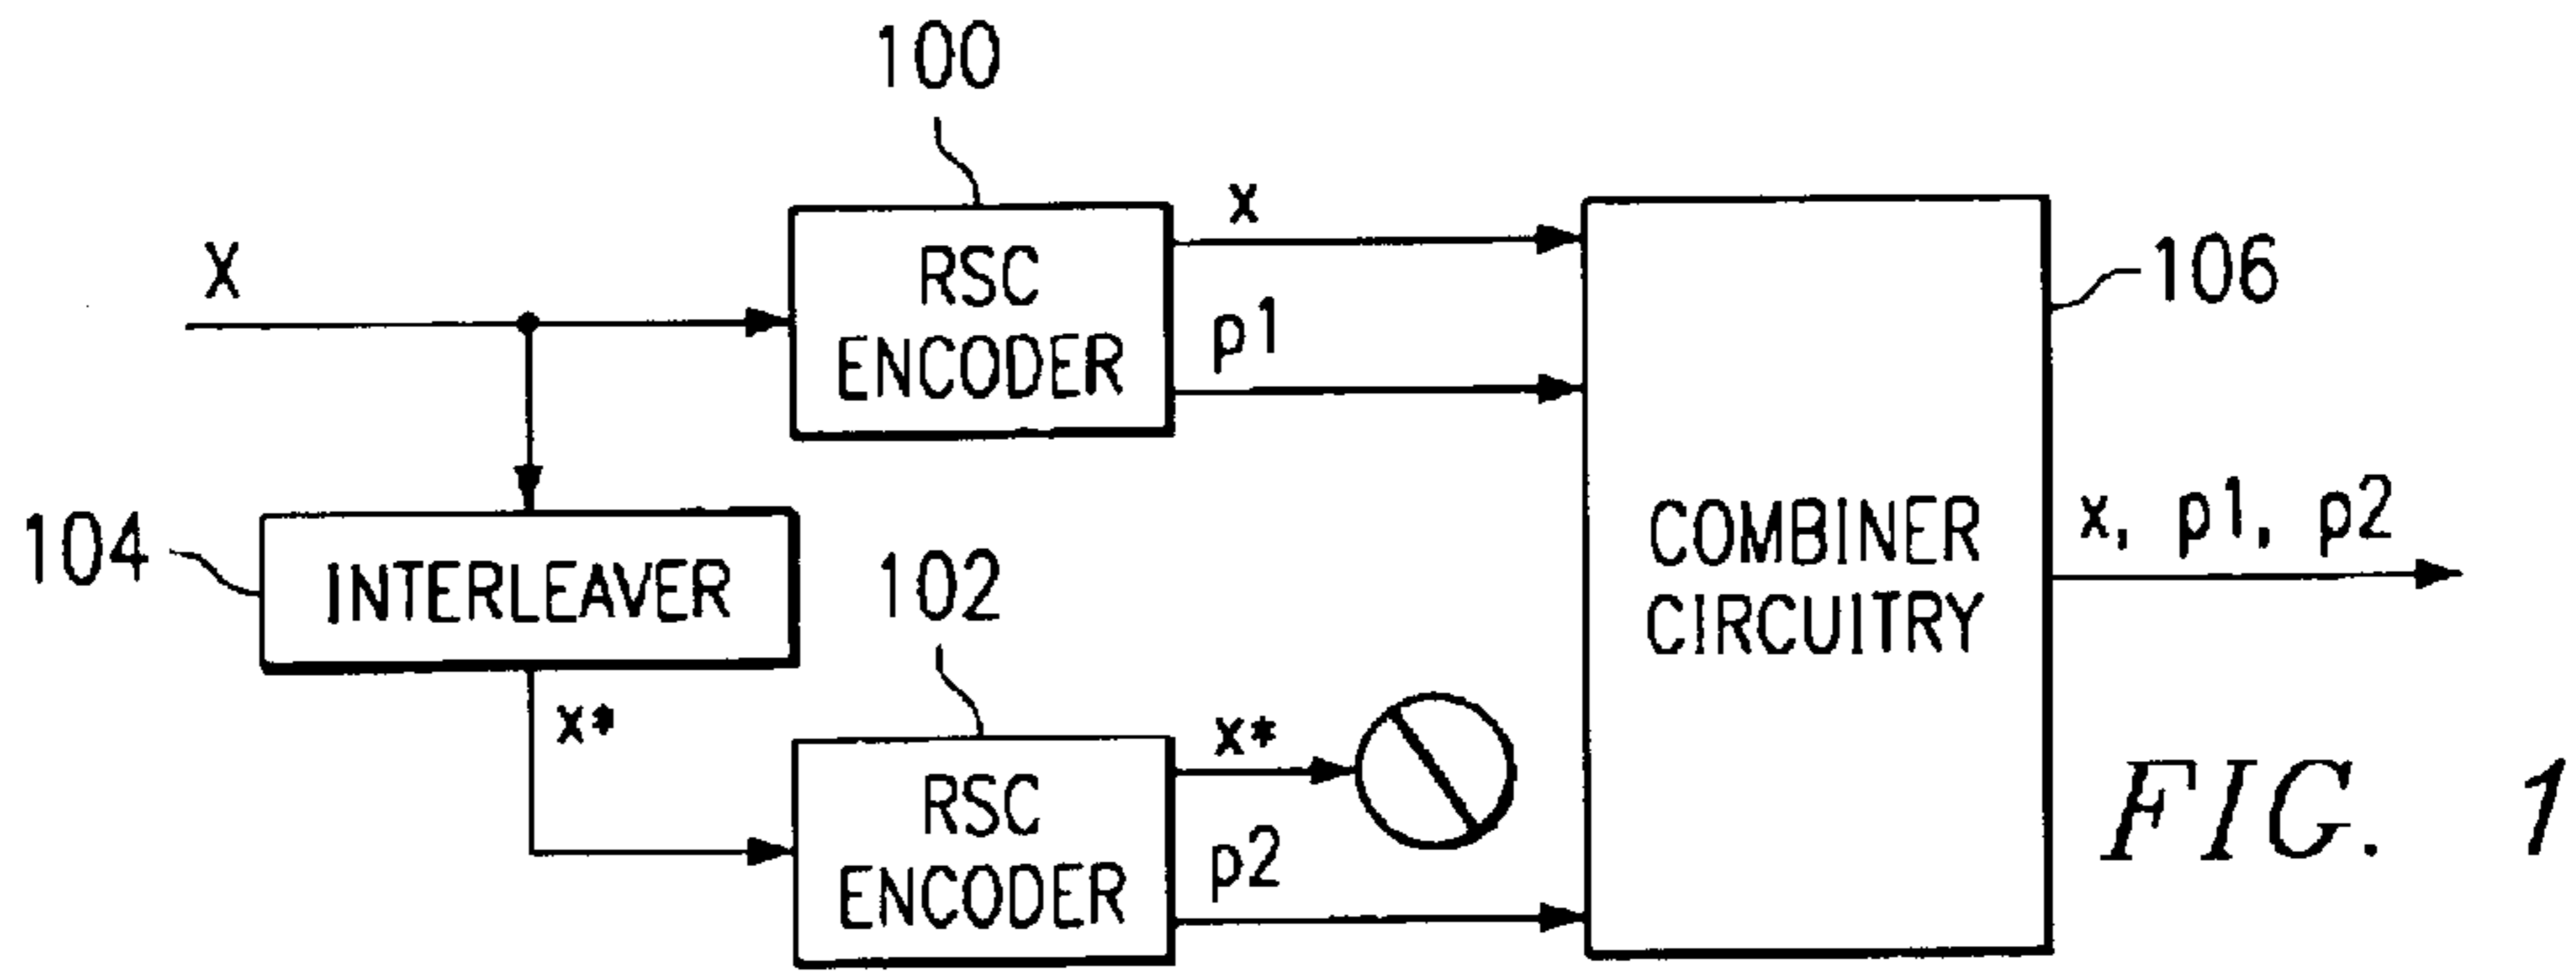 100
X
RSC
ENCODER
x
p1
106
104
INTERLEAVER
x*
102
RSC
ENCODER
x*
p2
COMBINER
CIRCUITRY
x, p1, p2
FIG. 1